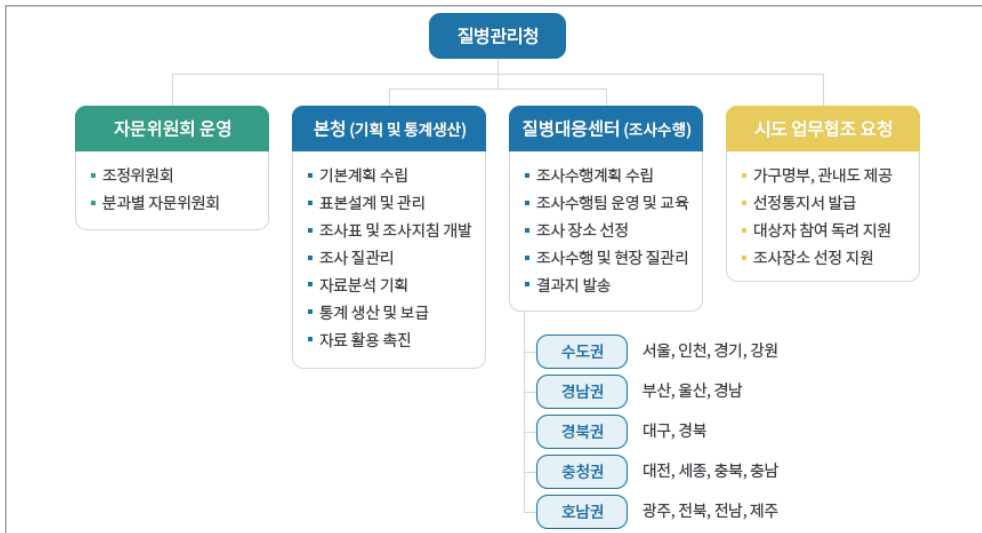 질병관리청
자문위원회 운영
조정위원회
분과별 자문위원회
본청 (기획 및 통계생산)
기본계획 수립
표본설계 및 관리
조사표 및 조사지침 개발
조사 질관리
자료분석 기획
통계 생산 및 보급
자료 활용 촉진
질병대응센터 (조사수행)
조사수행계획 수립
조사수행팀 운영 및 교육
조사 장소 선정
조사수행 및 현장 질관리
결과지 발송
수도권 서울, 인천, 경기, 강원
경남권 부산, 울산, 경남
경북권 대구, 경북
충청권 대전, 세종, 충북, 충남
호남권 광주, 전북, 전남, 제주
시도 업무협조 요청
가구명부, 관내도 제공
선정통지서 발급
대상자 참여 독려 지원
조사장소 선정 지원